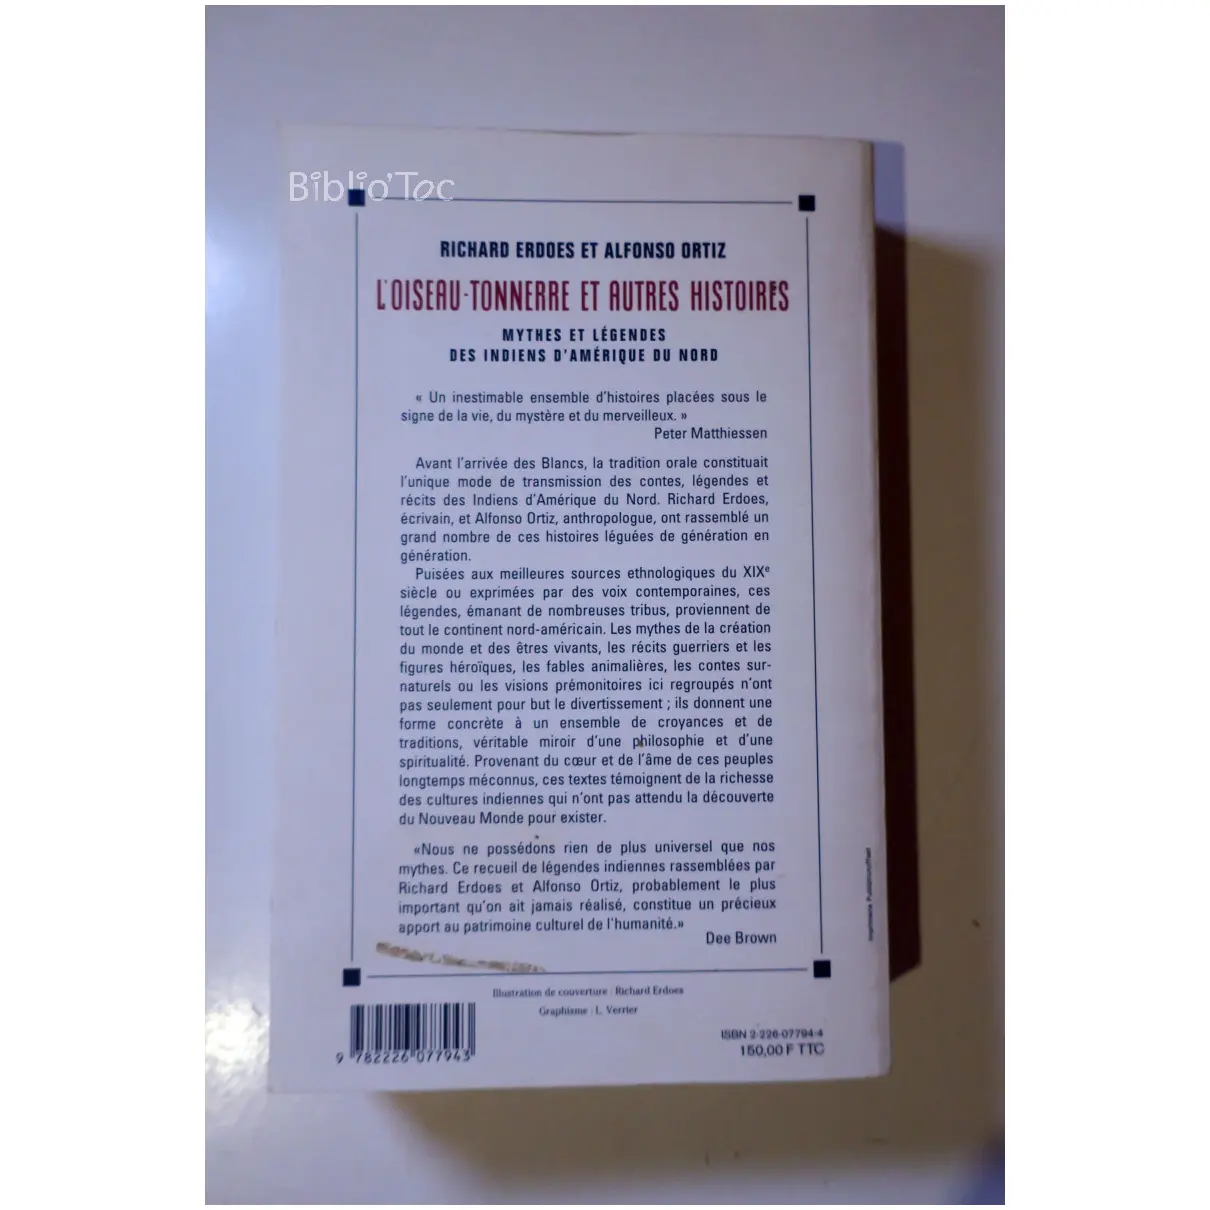 Biblio'Toc
RICHARD ERDOES ET ALFONSO ORTIZ
L'OISEAU-TONNERRE ET AUTRES HISTOIRES
MYTHES ET LÉGENDES
DES INDIENS D'AMÉRIQUE DU NORD
« Un inestimable ensemble d'histoires placées sous le
signe de la vie, du mystère et du merveilleux. »
Peter Matthiessen
Avant l'arrivée des Blancs, la tradition orale constituait
l'unique mode de transmission des contes, légendes et
récits des Indiens d'Amérique du Nord. Richard Erdoes,
écrivain, et Alfonso Ortiz, anthropologue, ont rassemblé un
grand nombre de ces histoires léguées de génération en
génération.
Puisées aux meilleures sources ethnologiques du XIXe
siècle ou exprimées par des voix contemporaines, ces
légendes, émanant de nombreuses tribus, proviennent de
tout le continent nord-américain. Les mythes de la création
du monde et des êtres vivants, les récits guerriers et les
figures héroïques, les fables animalières, les contes sur-
naturels ou les visions prémonitoires ici regroupés n'ont
pas seulement pour but le divertissement ; ils donnent une
forme concrète à un ensemble de croyances et de
traditions, véritable miroir d'une philosophie et d'une
spiritualité. Provenant du cœur et de l'âme de ces peuples
longtemps méconnus, ces textes témoignent de la richesse
des cultures indiennes qui n'ont pas attendu la découverte
du Nouveau Monde pour exister.
«Nous ne possédons rien de plus universel que nos
mythes. Ce recueil de légendes indiennes rassemblées par
Richard Erdoes et Alfonso Ortiz, probablement le plus
important qu'on ait jamais réalisé, constitue un précieux
apport au patrimoine culturel de l'humanité.»
Dee Brown
Illustration de couverture : Richard Erdoes
Graphisme : L. Verrier
9 782226 077943
ISBN 2-226-07794-4
150,00 F TTC
Imprimerie